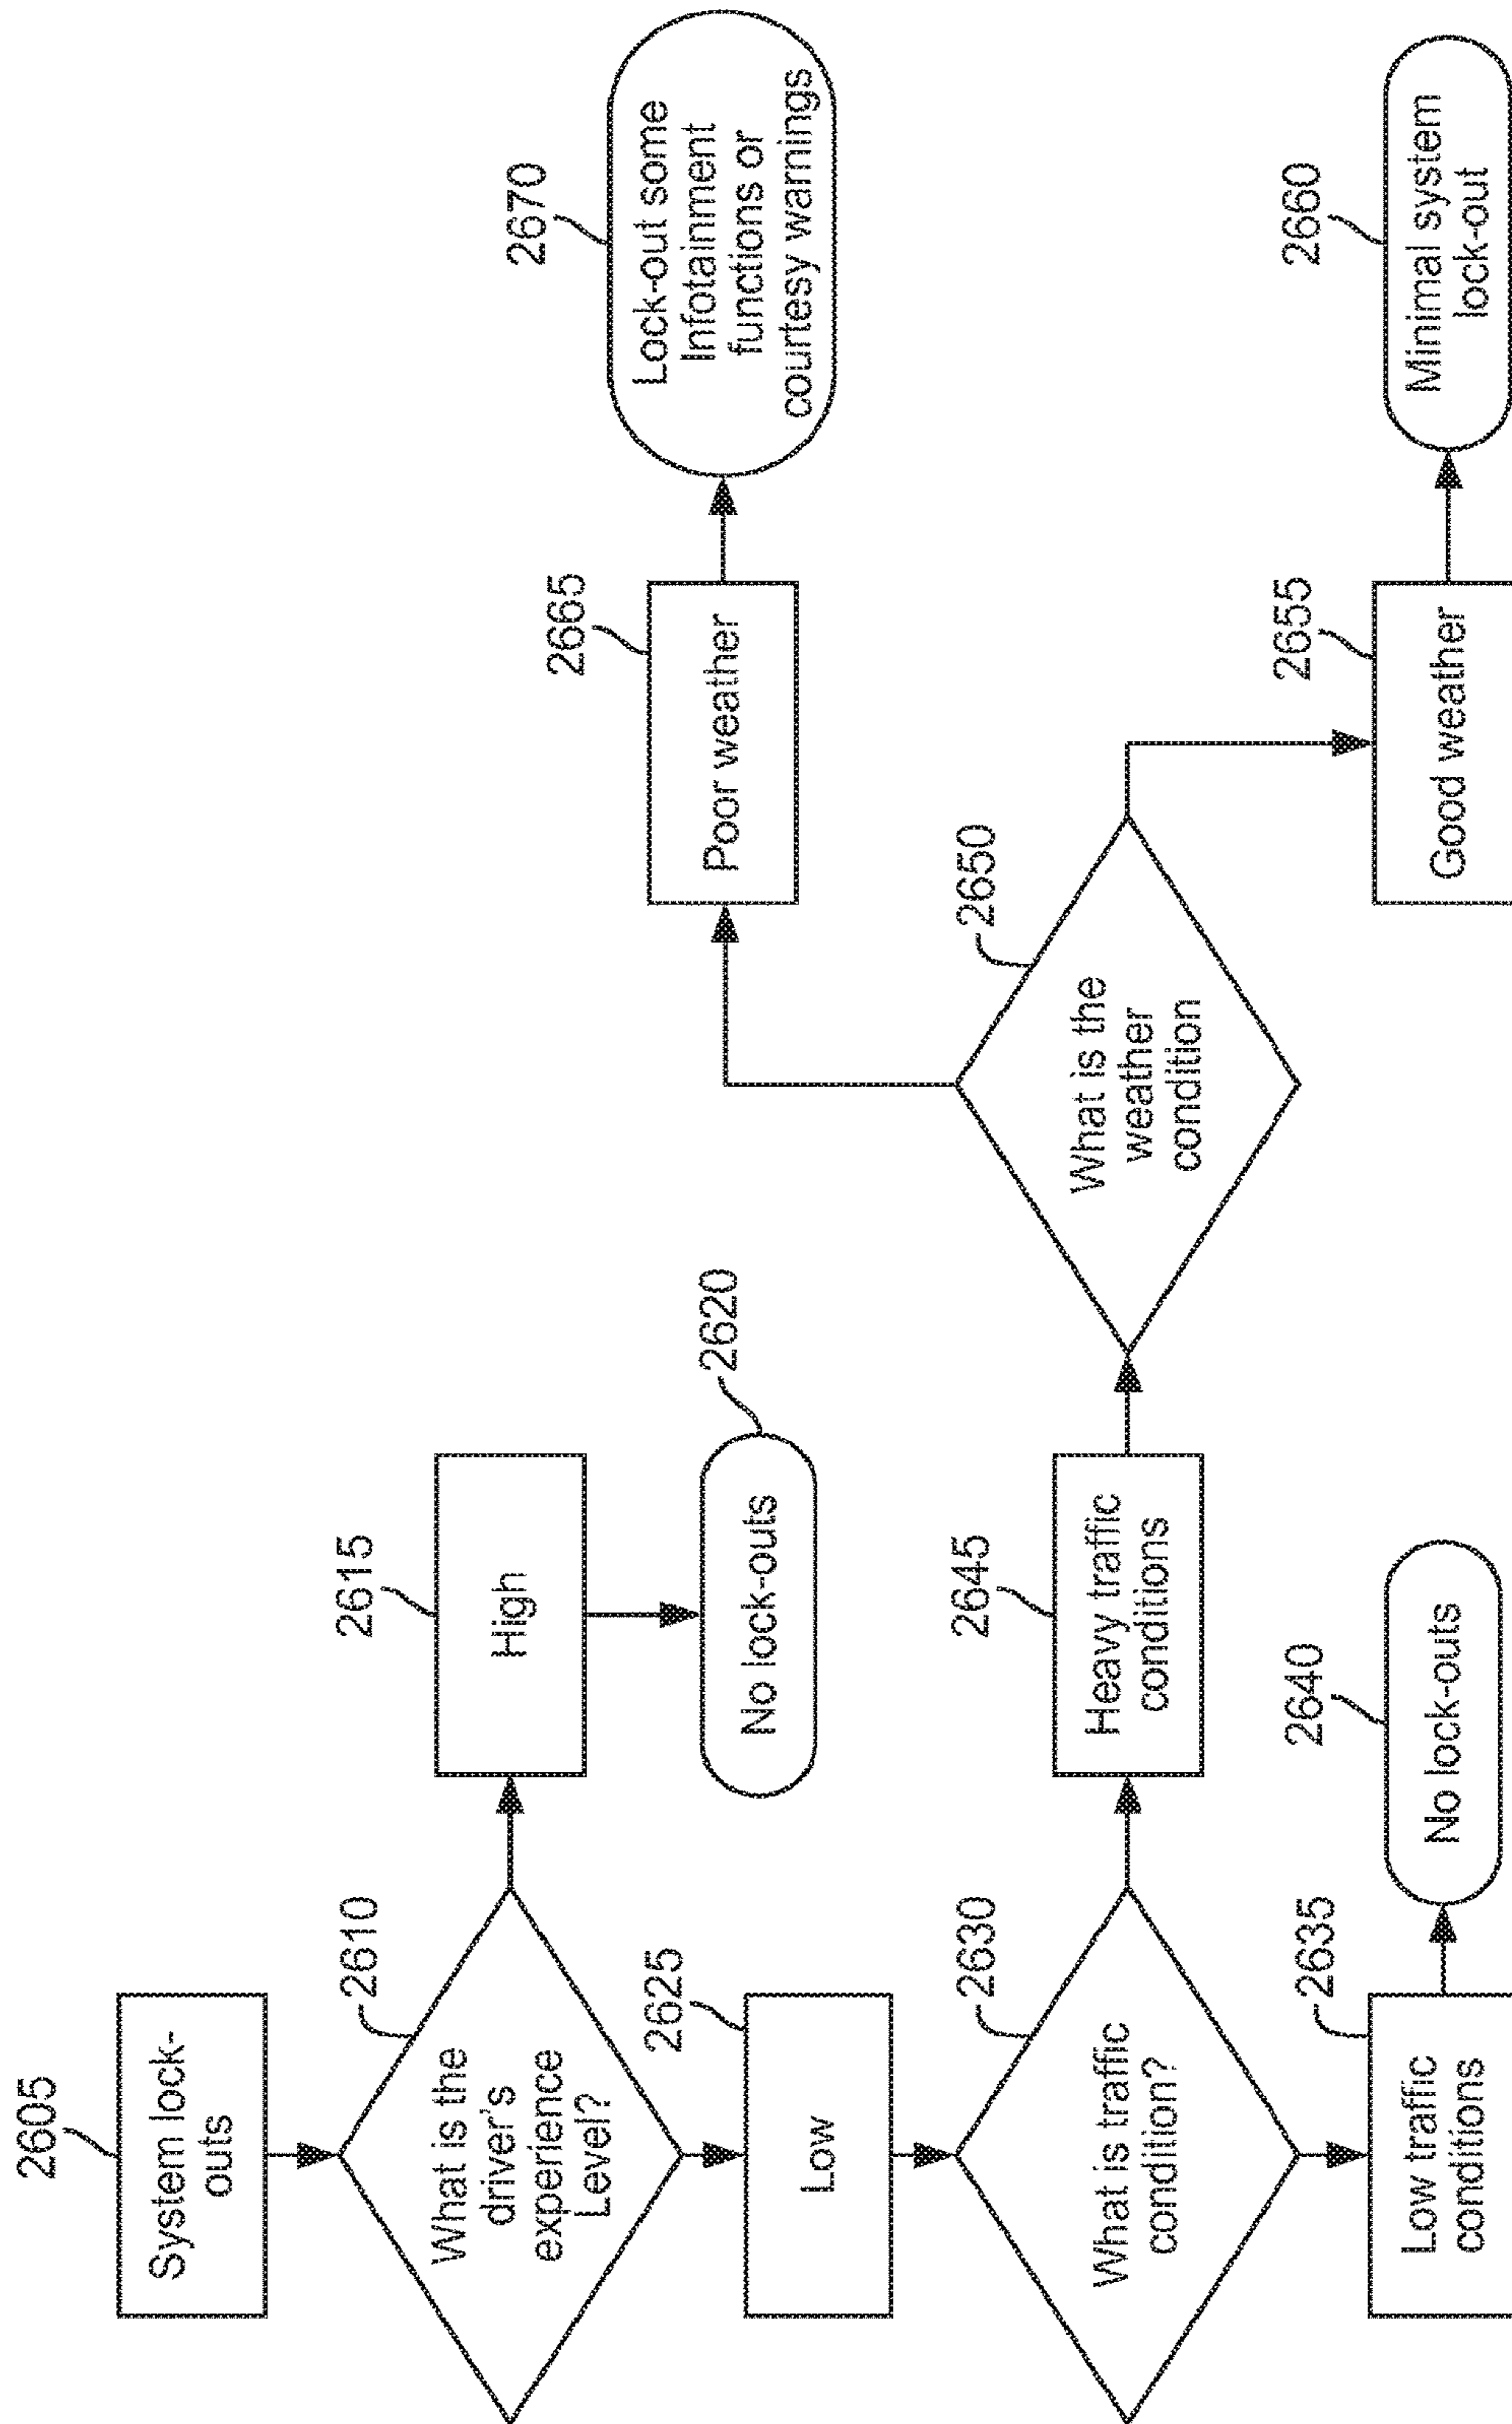 2605
System lock-
outs
2610
What is the
driver's
experience
Level?
2615
High
2620
No lock-outs
2625
Low
2630
What is traffic
condition?
2635
Low traffic
conditions
2640
No lock-outs
2645
Heavy traffic
conditions
2650
What is the
weather
condition
2655
Good weather
2660
Minimal system
lock-out
2665
Poor weather
2670
Lock-out some
Infotainment
functions or
courtesy warnings